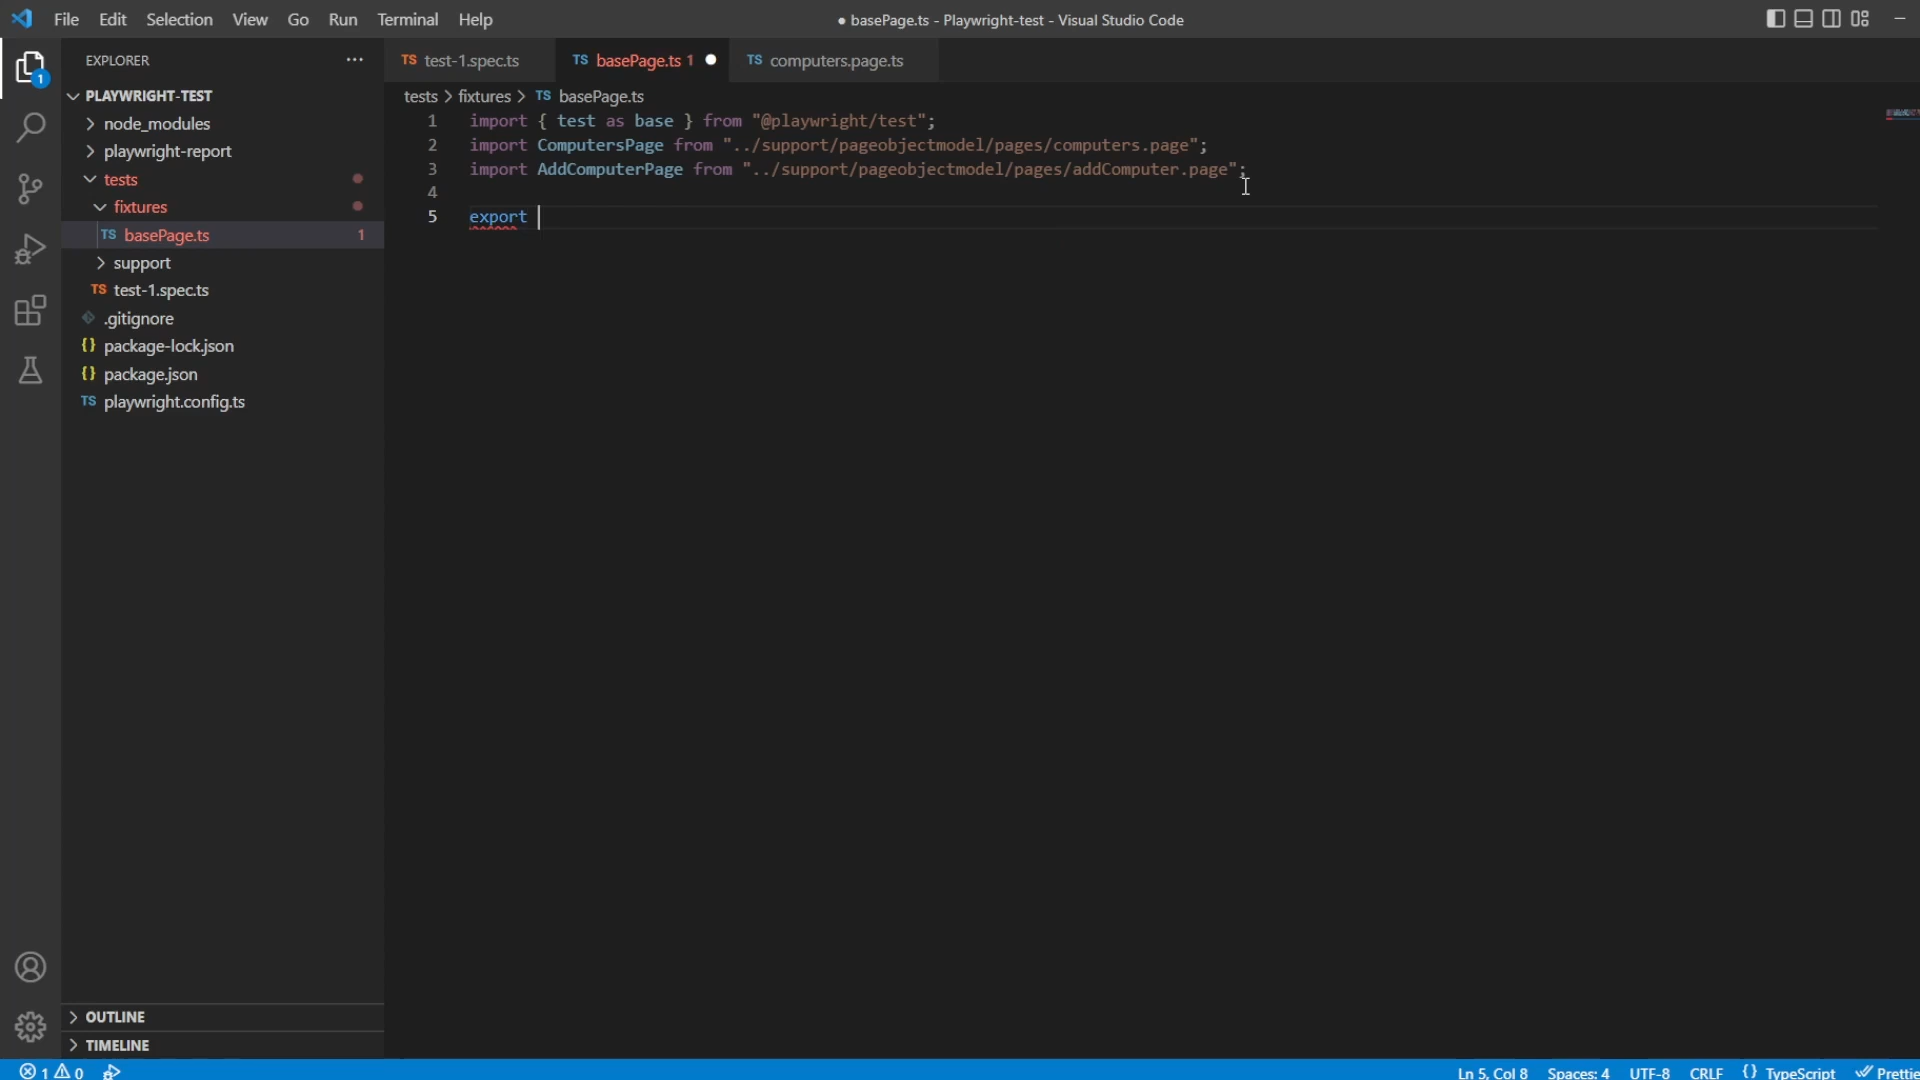 File Edit Selection View Go Run Terminal Help
● basePage.ts - Playwright-test - Visual Studio Code
EXPLORER
TS test-1.spec.ts
TS basePage.ts 1
TS computers.page.ts
1
PLAYWRIGHT-TEST
node_modules
playwright-report
tests
fixtures
TS basePage.ts 1
support
TS test-1.spec.ts
.gitignore
{} package-lock.json
{} package.json
TS playwright.config.ts
OUTLINE
TIMELINE
tests > fixtures > TS basePage.ts
1 import { test as base } from "@playwright/test";
2 import ComputersPage from "../support/pageobjectmodel/pages/computers.page";
3 import AddComputerPage from "../support/pageobjectmodel/pages/addComputer.page";
4
5 export
1 0
Ln 5, Col 8 Spaces: 4 UTF-8 CRLF {} TypeScript Prettie